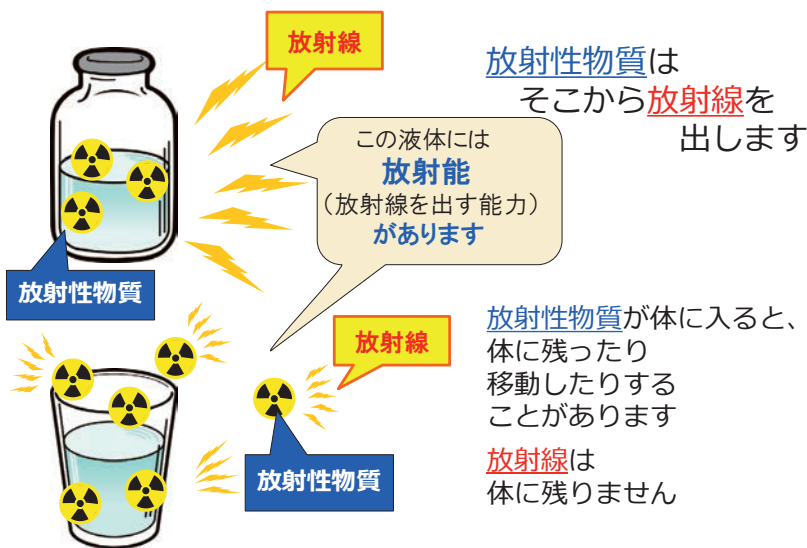 放射線
放射性物質は
そこから放射線を
出します
この液体には
放射能
（放射線を出す能力）
があります
放射性物質
放射線
放射性物質
放射性物質が体に入ると、
体に残ったり
移動したりする
ことがあります
放射線は
体に残りません